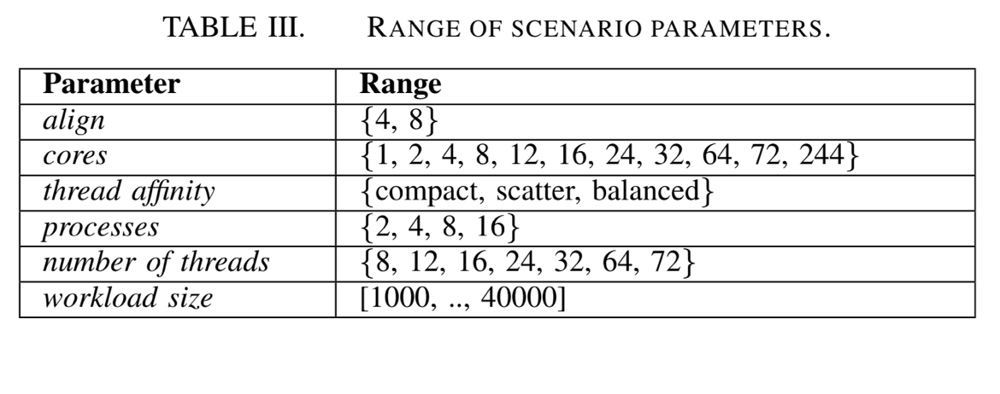 TABLE III. RANGE OF SCENARIO PARAMETERS.
Parameter Range
align {4, 8}
cores {1, 2, 4, 8, 12, 16, 24, 32, 64, 72, 244}
thread affinity {compact, scatter, balanced}
processes {2, 4, 8, 16}
number of threads {8, 12, 16, 24, 32, 64, 72}
workload size [1000, .., 40000]